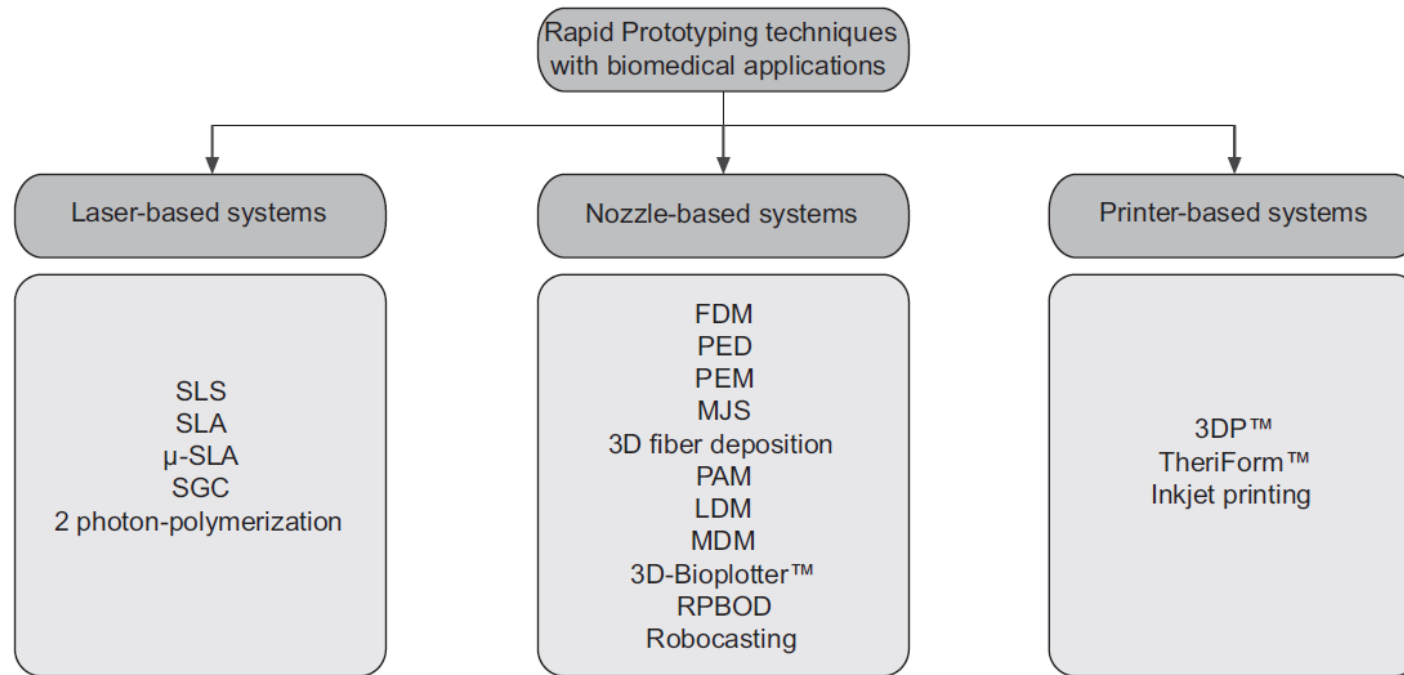 Rapid Prototyping techniques
with biomedical applications
Laser-based systems
Nozzle-based systems
Printer-based systems
SLS
SLA
μ-SLA
SGC
2 photon-polymerization
FDM
PED
PEM
MJS
3D fiber deposition
PAM
LDM
MDM
3D-Bioplotter™
RPBOD
Robocasting
3DP™
TheriForm™
Inkjet printing